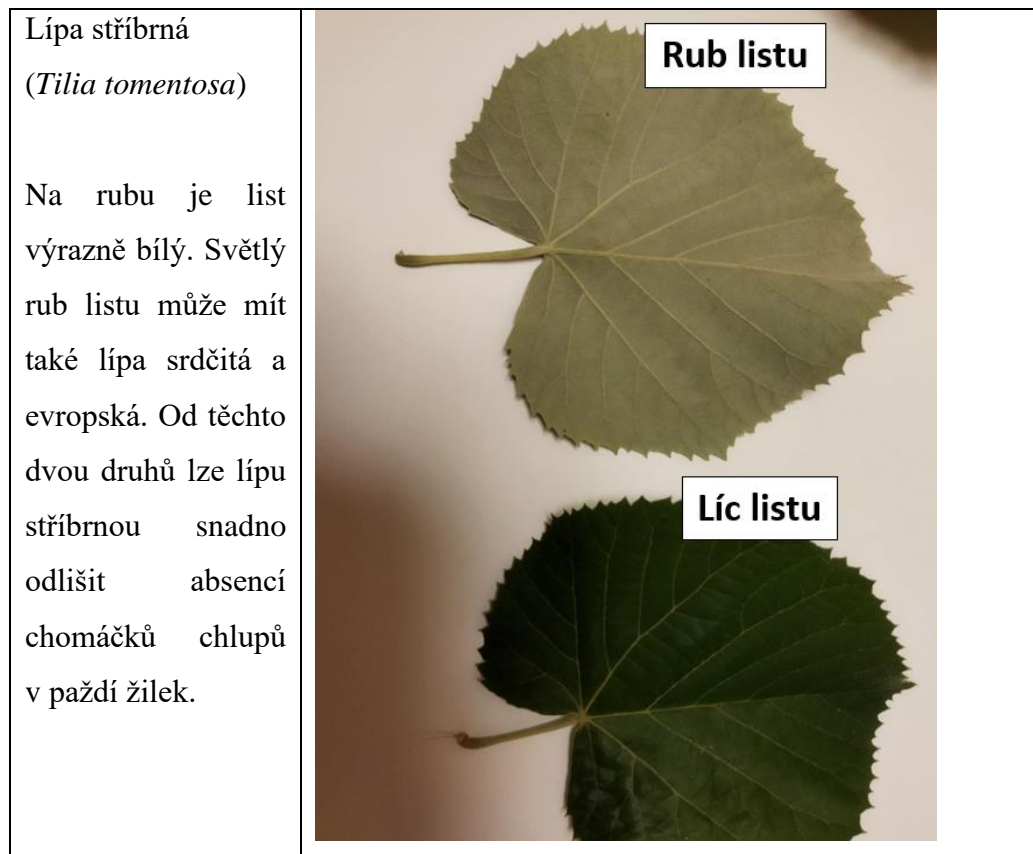 Lípa stříbrná
(Tilia tomentosa)
Na rubu je list
výrazně bílý. Světlý
rub listu může mít
také lípa srdčitá a
evropská. Od těchto
dvou druhů lze lípu
stříbrnou snadno
odlišit absencí
chomáčků chlupů
v paždí žilek.
Rub listu
Líc listu